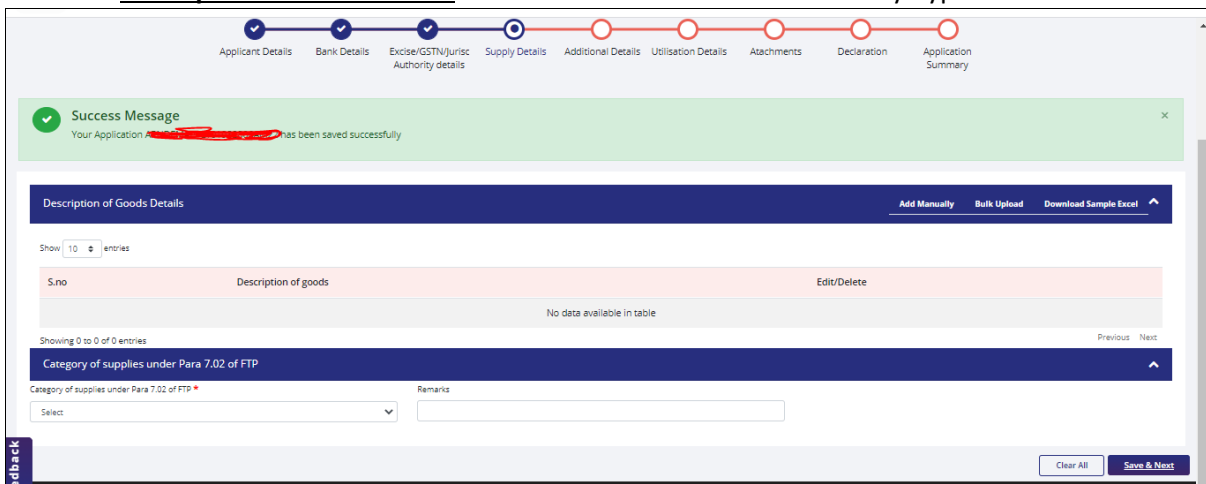 Applicant Details Bank Details Excise/GSTN/Jurisc Supply Details Additional Details Utilisation Details Atachments Declaration Application
Authority details Summary
Success Message ×
Your Application has been saved successfully
Description of Goods Details Add Manually Bulk Upload Download Sample Excel
Show 10 entries
S.no Description of goods Edit/Delete
No data available in table
Showing 0 to 0 of 0 entries Previous Next
Category of supplies under Para 7.02 of FTP
Category of supplies under Para 7.02 of FTP * Remarks
Select
edback
Clear All Save & Next